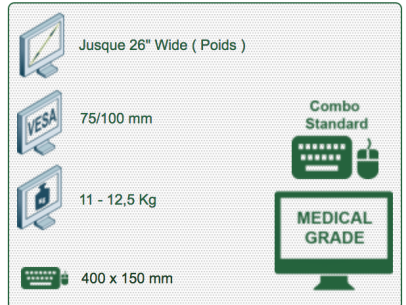 Jusque 26" Wide ( Poids )
VESA
75/100 mm
Combo
Standard
11 - 12,5 Kg
MEDICAL
GRADE
400 x 150 mm